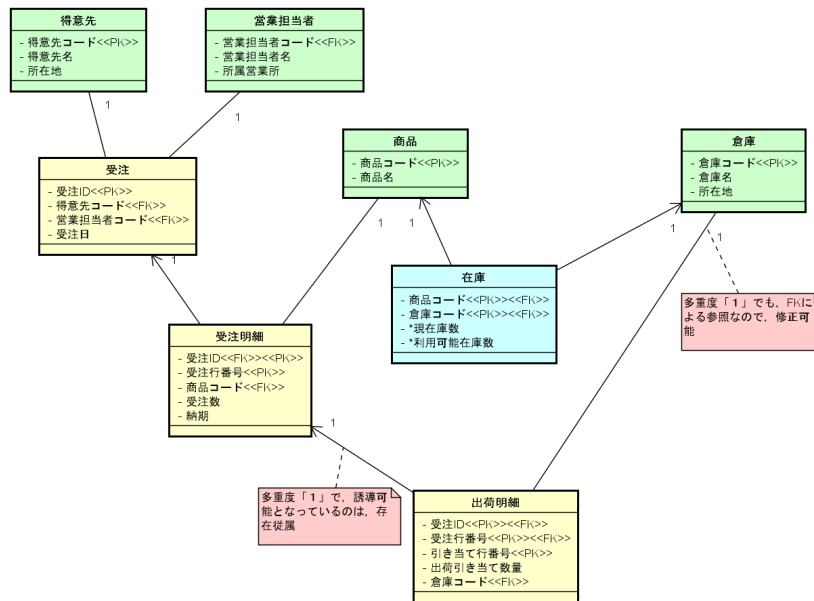 得意先
- 得意先コード<<PK>>
- 得意先名
- 所在地
営業担当者
- 営業担当者コード<<FK>>
- 営業担当者名
- 所属営業所
1
1
受注
- 受注ID<<PK>>
- 得意先コード<<FK>>
- 営業担当者コード<<FK>>
- 受注日
商品
- 商品コード<<PK>>
- 商品名
倉庫
- 倉庫コード<<PK>>
- 倉庫名
- 所在地
1
1
1
1
1
在庫
- 商品コード<<PK>><<FK>>
- 倉庫コード<<PK>><<FK>>
- *現在庫数
- *利用可能在庫数
多重度「１」でも、FKに
よる参照なので、修正可
能
受注明細
- 受注ID<<FK>><<PK>>
- 受注行番号<<PK>>
- 商品コード<<FK>>
- 受注数
- 納期
1
多重度「１」で、誘導可
能となっているのは、存
在従属
出荷明細
- 受注ID<<PK>><<FK>>
- 受注行番号<<PK>><<FK>>
- 引き当て行番号<<PK>>
- 出荷引き当て数量
- 倉庫コード<<FK>>